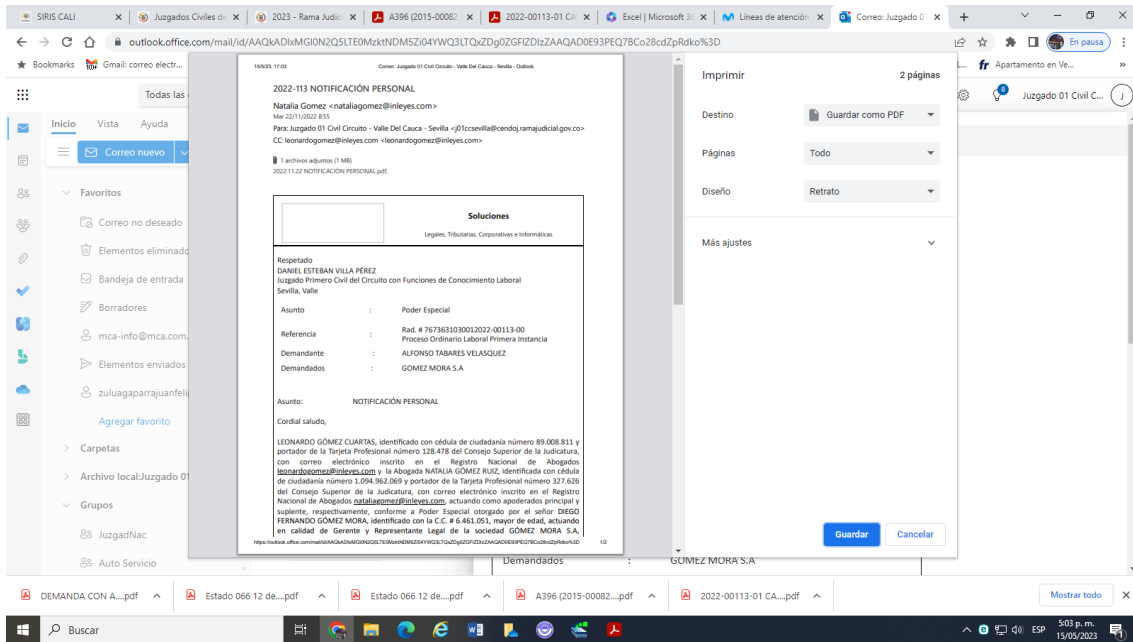 SIRIS CALI
Juzgados Civiles de
2023 - Rama Judic
A396 (2015-00082
2022-00113-01 CA
Excel | Microsoft 3
Líneas de atención
Correo: Juzgado 0
outlook.office.com/mail/id/AAQkADIxMGI0N2Q5LTE0MzktNDM5Zi04YWQ3LTQxZDg0ZGFlZDIzZAAQAD0E93PEQ7BCo28cdZpRdko%3D
En pausa
Bookmarks
Gmail: correo electr...
Apartamento en Ve...
Todas las
Juzgado 01 Civil C...
J
Inicio
Vista
Ayuda
Correo nuevo
Favoritos
Correo no deseado
Elementos eliminado
Bandeja de entrada
Borradores
mca-info@mca.com.
Elementos enviados
zuluagaparrajuanfeli
Agregar favorito
Carpetas
Archivo local:Juzgado 01
Grupos
JuzgadNac
Auto Servicio
15/5/23, 17:03
Correo: Juzgado 01 Civil Circuito - Valle Del Cauca - Sevilla - Outlook
2022-113 NOTIFICACIÓN PERSONAL
Natalia Gomez <nataliagomez@inleyes.com>
Mar 22/11/2022 8:55
Para: Juzgado 01 Civil Circuito - Valle Del Cauca - Sevilla <j01ccsevilla@cendoj.ramajudicial.gov.co>
CC: leonardogomez@inleyes.com <leonardogomez@inleyes.com>
1 archivos adjuntos (1 MB)
2022.11.22 NOTIFICACIÓN PERSONAL.pdf;
Soluciones
Legales, Tributarias, Corporativas e Informáticas
Respetado
DANIEL ESTEBAN VILLA PÉREZ
Juzgado Primero Civil del Circuito con Funciones de Conocimiento Laboral
Sevilla, Valle
Asunto : Poder Especial
Referencia : Rad. # 7673631030012022-00113-00
Proceso Ordinario Laboral Primera Instancia
Demandante : ALFONSO TABARES VELASQUEZ
Demandados : GOMEZ MORA S.A
Asunto: NOTIFICACIÓN PERSONAL
Cordial saludo,
LEONARDO GÓMEZ CUARTAS, identificado con cédula de ciudadanía número 89.008.811 y
portador de la Tarjeta Profesional número 128.478 del Consejo Superior de la Judicatura,
con correo electrónico inscrito en el Registro Nacional de Abogados
leonardogomez@inleyes.com y la Abogada NATALIA GÓMEZ RUIZ, identificada con cédula
de ciudadanía número 1.094.962.069 y portador de la Tarjeta Profesional número 327.626
del Consejo Superior de la Judicatura, con correo electrónico inscrito en el Registro
Nacional de Abogados nataliagomez@inleyes.com, actuando como apoderados principal y
suplente, respectivamente, conforme a Poder Especial otorgado por el señor DIEGO
FERNANDO GÓMEZ MORA, identificado con la C.C. # 6.461.051, mayor de edad, actuando
en calidad de Gerente y Representante Legal de la sociedad GÓMEZ MORA S.A,
1/2
Imprimir
2 páginas
Destino
Guardar como PDF
Páginas
Todo
Diseño
Retrato
Más ajustes
Guardar
Cancelar
Demandados : GOMEZ MORA S.A
DEMANDA CON A....pdf
Estado 066 12 de....pdf
Estado 066 12 de....pdf
A396 (2015-00082....pdf
2022-00113-01 CA....pdf
Mostrar todo
Buscar
ESP
5:03 p. m.
15/05/2023